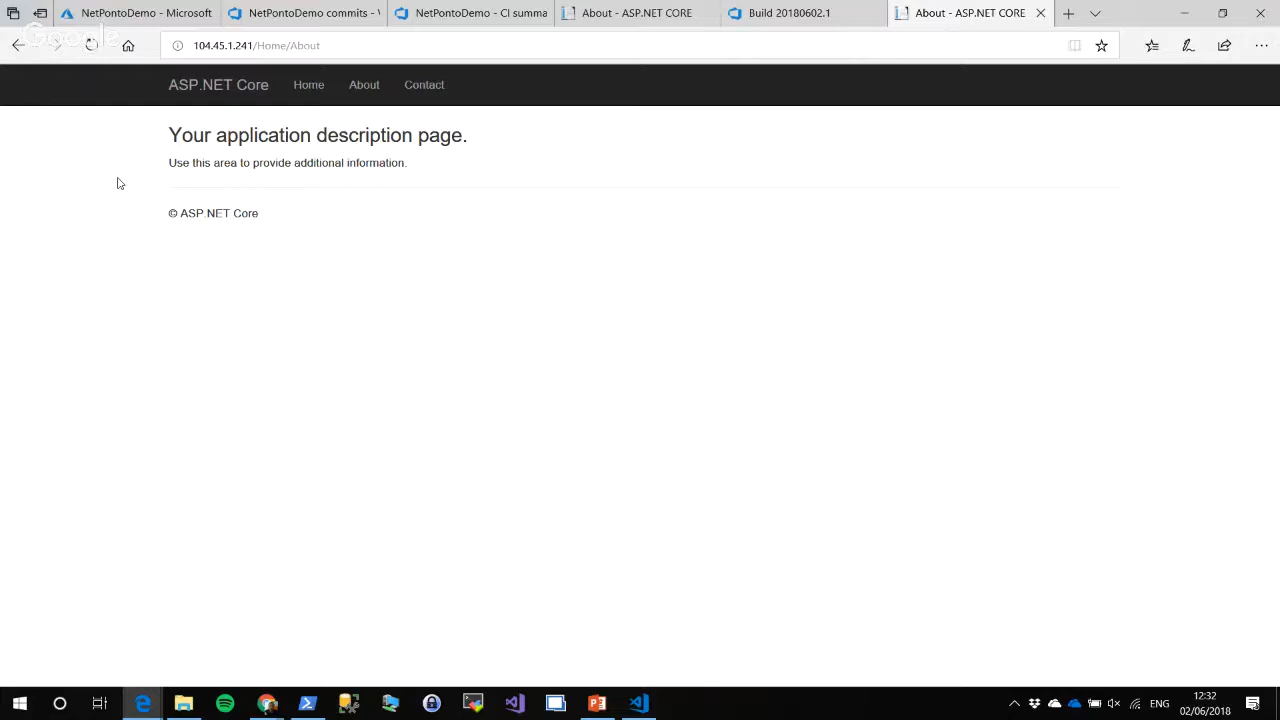 NetPontoDemo - Microsoft
NetPontoDemo commits - V
NetPontoDemo - CI summa
About - ASP.NET CORE
Build 20180602.1
About - ASP.NET CORE
Google
104.45.1.241/Home/About
ASP.NET Core
Home
About
Contact
Your application description page.
Use this area to provide additional information.
© ASP.NET Core
ENG
12:32
02/06/2018